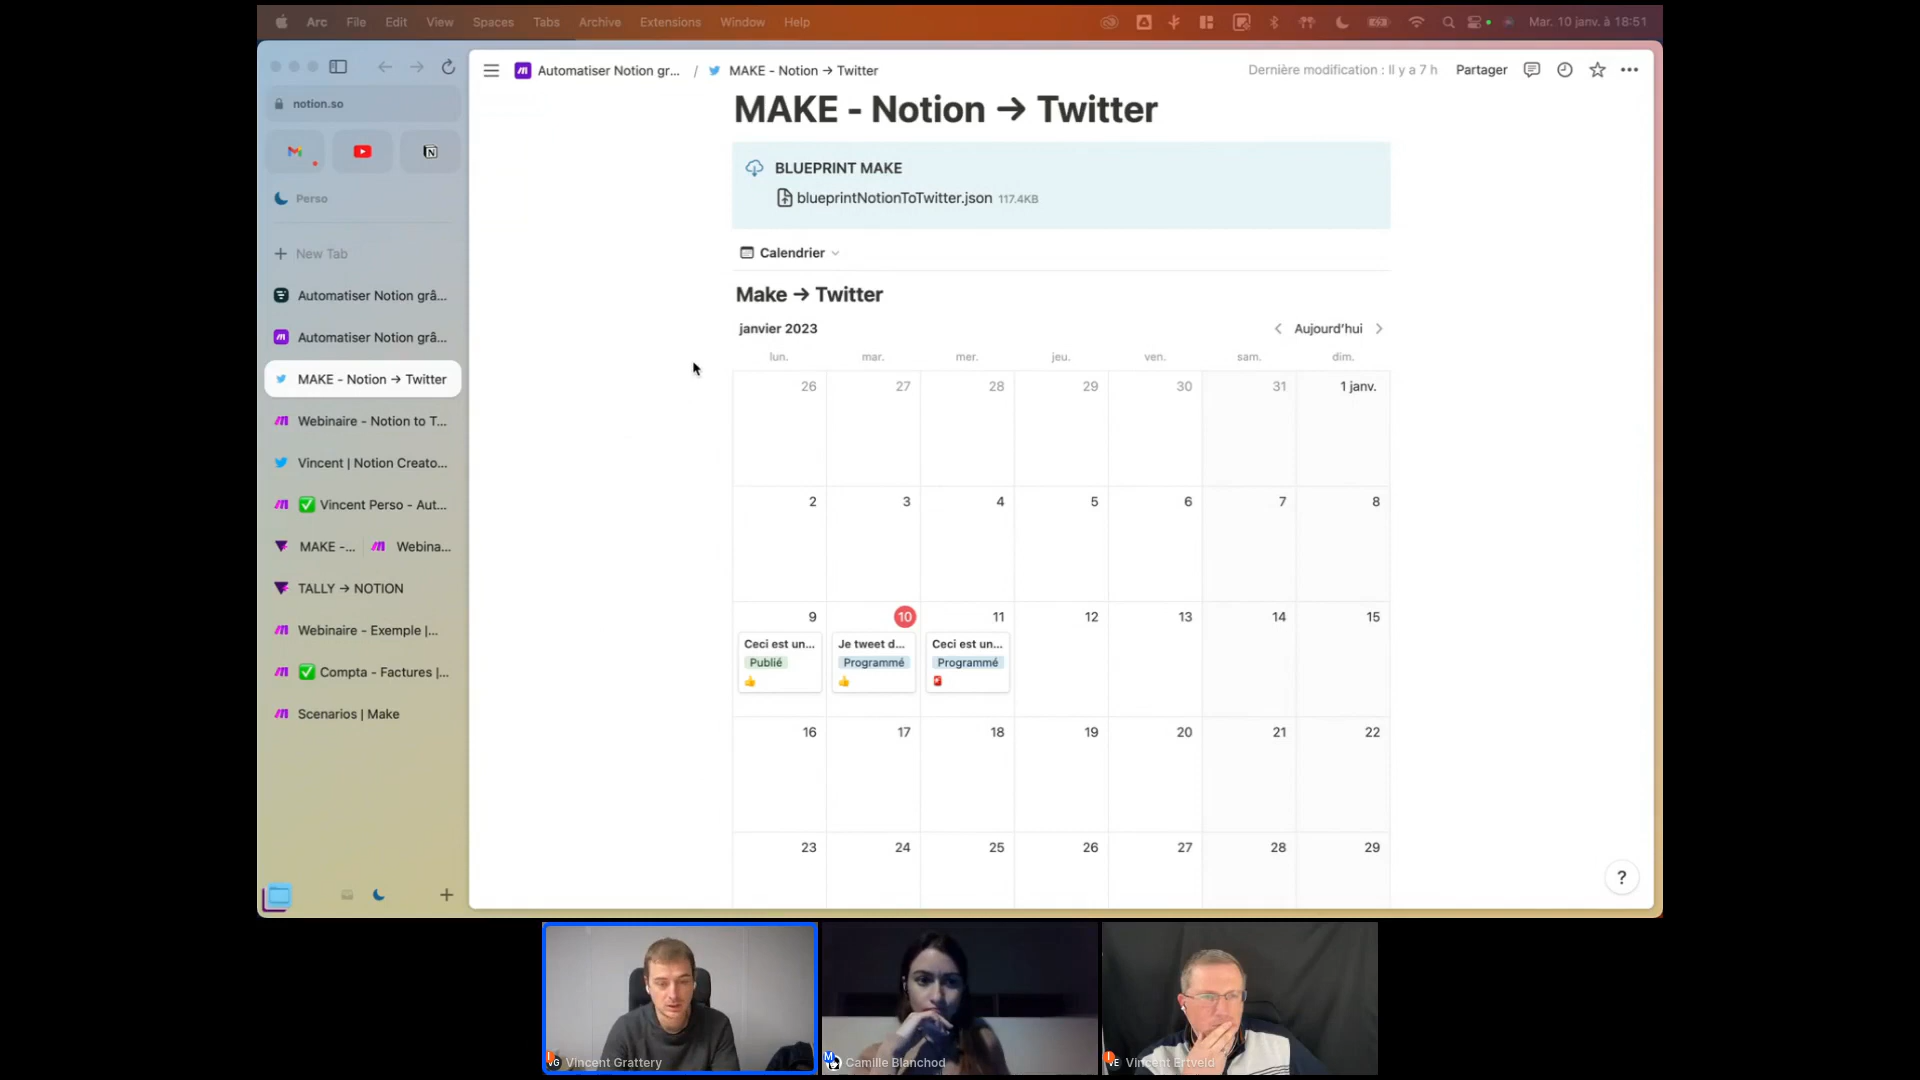 Arc File Edit View Spaces Tabs Archive Extensions Window Help Mar. 10 janv. à 18:51
notion.so
Perso
New Tab
Automatiser Notion grâ...
Automatiser Notion grâ...
MAKE - Notion → Twitter
Webinaire - Notion to T...
Vincent | Notion Creato...
✅ Vincent Perso - Aut...
MAKE -... Webina...
TALLY → NOTION
Webinaire - Exemple |...
✅ Compta - Factures |...
Scenarios | Make
Automatiser Notion gr... / MAKE - Notion → Twitter Dernière modification : Il y a 7 h Partager
MAKE - Notion → Twitter
BLUEPRINT MAKE
blueprintNotionToTwitter.json 117.4KB
Calendrier
Make → Twitter
janvier 2023 Aujourd'hui
lun. mar. mer. jeu. ven. sam. dim.
26 27 28 29 30 31 1 janv.
2 3 4 5 6 7 8
9 10 11 12 13 14 15
Ceci est un... Je tweet d... Ceci est un...
Publié Programmé Programmé
👍 👍
16 17 18 19 20 21 22
23 24 25 26 27 28 29
?
VG Vincent Grattery
Camille Blanchod
VE Vincent Ertveld